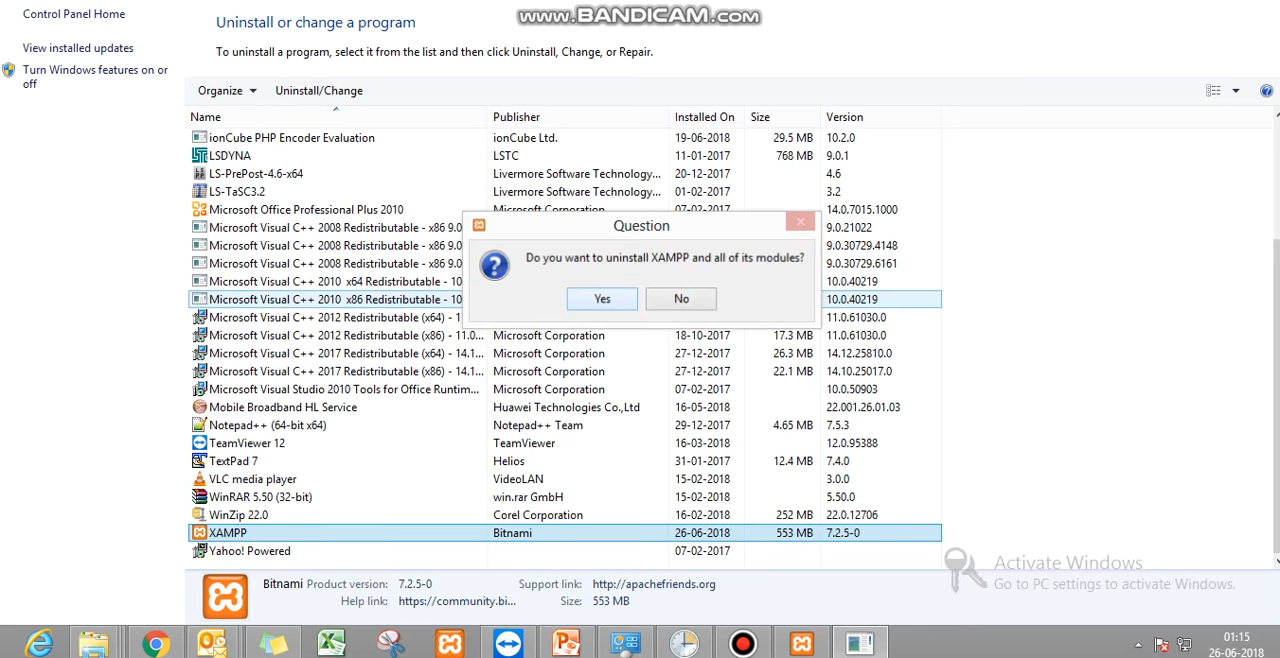 Control Panel Home
Uninstall or change a program
www.BANDICAM.com
View installed updates
To uninstall a program, select it from the list and then click Uninstall, Change, or Repair.
Turn Windows features on or
off
Organize Uninstall/Change
Name Publisher Installed On Size Version
ionCube PHP Encoder Evaluation ionCube Ltd. 19-06-2018 29.5 MB 10.2.0
LSDYNA LSTC 11-01-2017 768 MB 9.0.1
LS-PrePost-4.6-x64 Livermore Software Technology... 20-12-2017 4.6
LS-TaSC3.2 Livermore Software Technology... 01-02-2017 3.2
Microsoft Office Professional Plus 2010 Microsoft Corporation 07-02-2017 14.0.7015.1000
Microsoft Visual C++ 2008 Redistributable - x86 9.0 9.0.21022
Microsoft Visual C++ 2008 Redistributable - x86 9.0 9.0.30729.4148
Microsoft Visual C++ 2008 Redistributable - x86 9.0 9.0.30729.6161
Microsoft Visual C++ 2010 x64 Redistributable - 10 10.0.40219
Microsoft Visual C++ 2010 x86 Redistributable - 10 10.0.40219
Microsoft Visual C++ 2012 Redistributable (x64) - 1 11.0.61030.0
Question
Do you want to uninstall XAMPP and all of its modules?
Yes No
Microsoft Visual C++ 2012 Redistributable (x86) - 11.0... Microsoft Corporation 18-10-2017 17.3 MB 11.0.61030.0
Microsoft Visual C++ 2017 Redistributable (x64) - 14.1... Microsoft Corporation 27-12-2017 26.3 MB 14.12.25810.0
Microsoft Visual C++ 2017 Redistributable (x86) - 14.1... Microsoft Corporation 27-12-2017 22.1 MB 14.10.25017.0
Microsoft Visual Studio 2010 Tools for Office Runtim... Microsoft Corporation 07-02-2017 10.0.50903
Mobile Broadband HL Service Huawei Technologies Co.,Ltd 16-05-2018 22.001.26.01.03
Notepad++ (64-bit x64) Notepad++ Team 29-12-2017 4.65 MB 7.5.3
TeamViewer 12 TeamViewer 16-03-2018 12.0.95388
TextPad 7 Helios 31-01-2017 12.4 MB 7.4.0
VLC media player VideoLAN 15-02-2018 3.0.0
WinRAR 5.50 (32-bit) win.rar GmbH 15-02-2018 5.50.0
WinZip 22.0 Corel Corporation 16-02-2018 252 MB 22.0.12706
XAMPP Bitnami 26-06-2018 553 MB 7.2.5-0
Yahoo! Powered 07-02-2017
Activate Windows
Go to PC settings to activate Windows.
Bitnami Product version: 7.2.5-0 Support link: http://apachefriends.org
Help link: https://community.bi... Size: 553 MB
01:15
26-06-2018